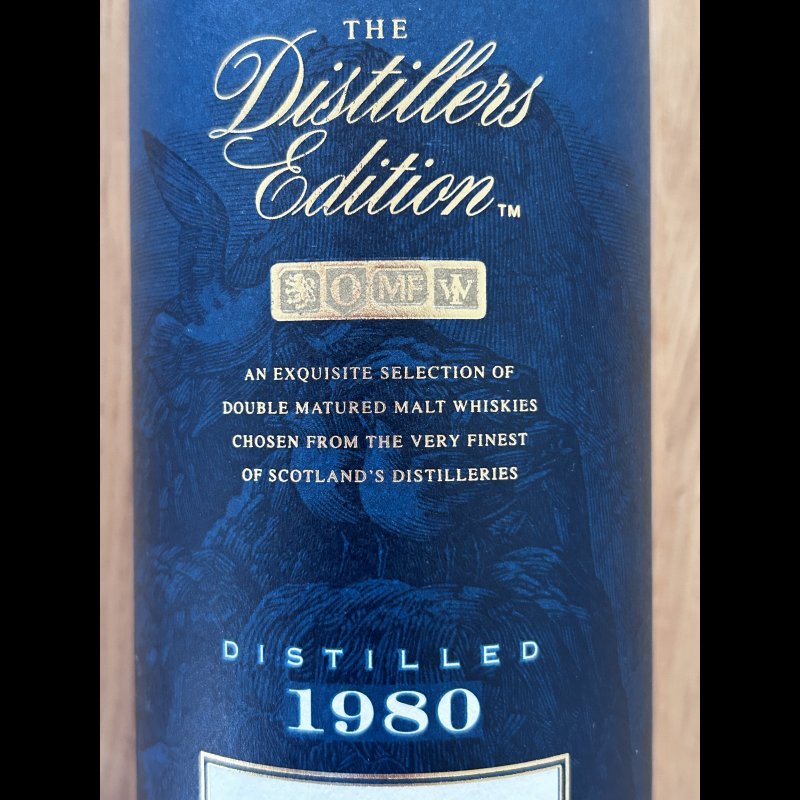 THE
Distillers
Edition™
O MF
AN EXQUISITE SELECTION OF
DOUBLE MATURED MALT WHISKIES
CHOSEN FROM THE VERY FINEST
OF SCOTLAND'S DISTILLERIES
DISTILLED
1980